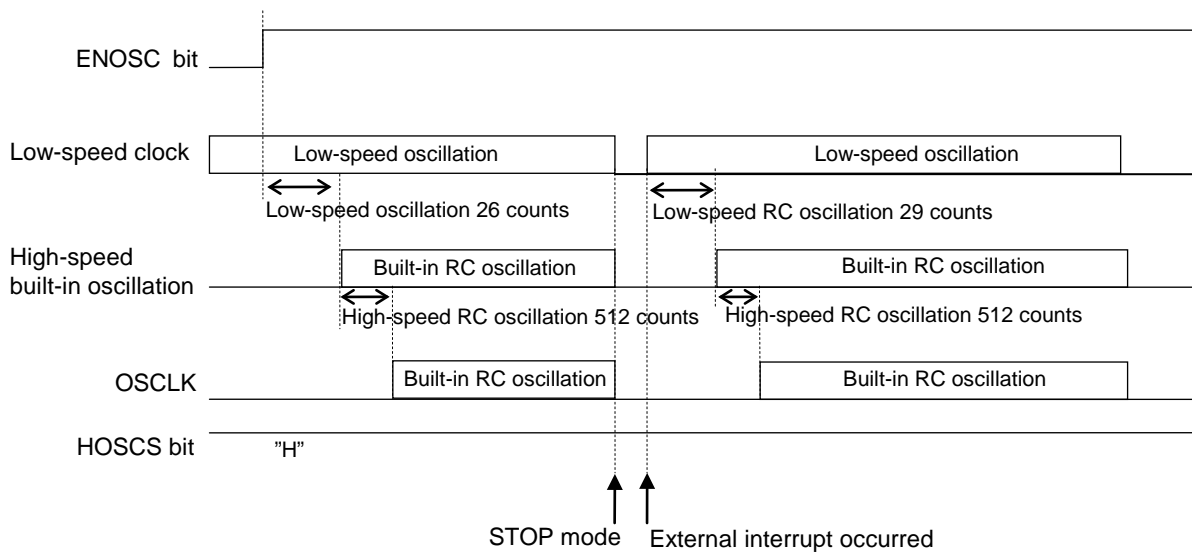 ENOSC bit
Low-speed clock
Low-speed oscillation
Low-speed oscillation
Low-speed oscillation 26 counts
Low-speed RC oscillation 29 counts
High-speed
built-in oscillation
Built-in RC oscillation
Built-in RC oscillation
High-speed RC oscillation 512 counts
High-speed RC oscillation 512 counts
OSCLK
Built-in RC oscillation
Built-in RC oscillation
HOSCS bit
”H”
STOP mode
External interrupt occurred